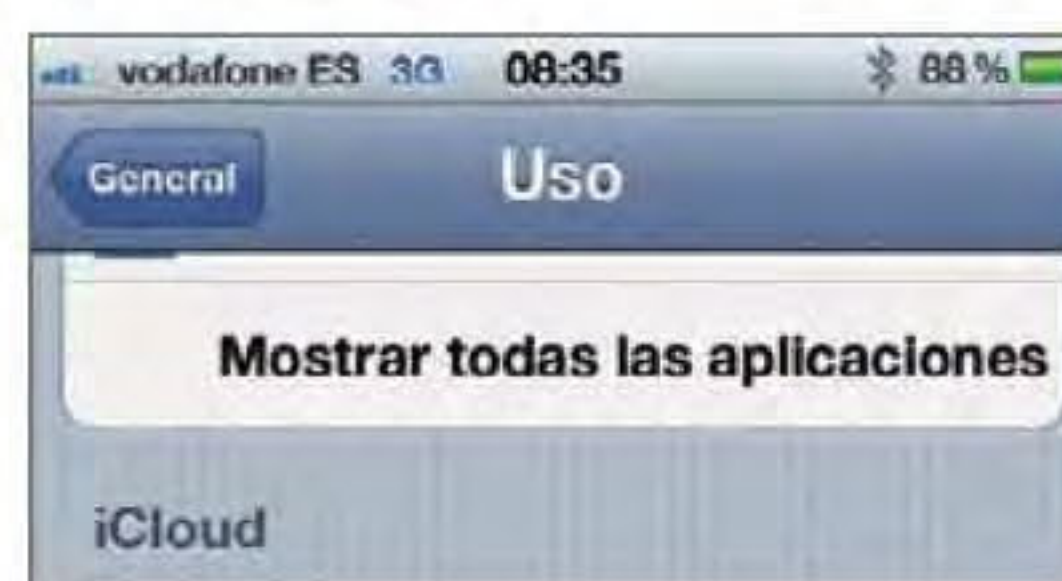 vodafone ES 3G 08:35 88%
General Uso
Mostrar todas las aplicaciones
iCloud